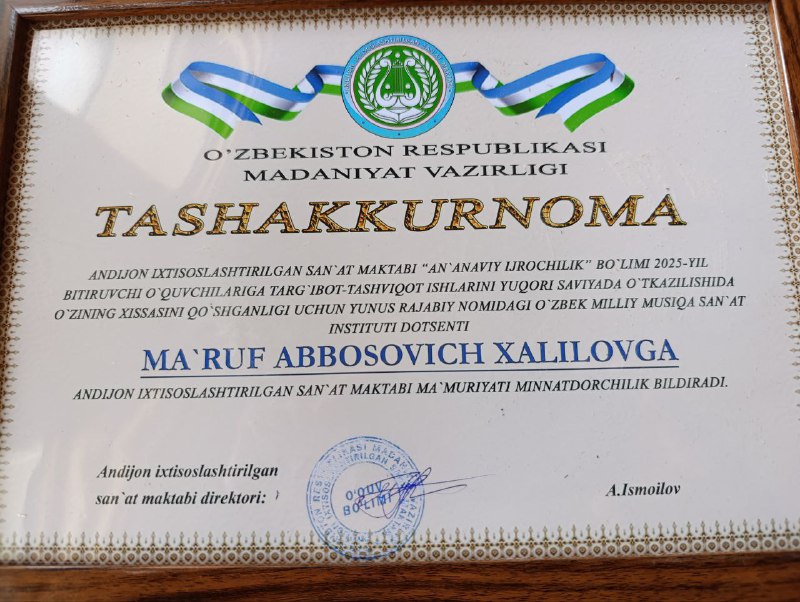 O'ZBEKISTON RESPUBLIKASI
MADANIYAT VAZIRLIGI
TASHAKKURNOMA
ANDIJON IXTISOSLASHTIRILGAN SAN`AT MAKTABI "AN`ANAVIY IJROCHILIK" BO`LIMI 2025-YIL
BITIRUVCHI O`QUVCHILARIGA TARG`IBOT-TASHVIQOT ISHLARINI YUQORI SAVIYADA O`TKAZILISHIDA
O`ZINING XISSASINI QO`SHGANLIGI UCHUN YUNUS RAJABIY NOMIDAGI O`ZBEK MILLIY MUSIQA SAN`AT
INSTITUTI DOTSENTI
MA`RUF ABBOSOVICH XALILOVGA
ANDIJON IXTISOSLASHTIRILGAN SAN`AT MAKTABI MA`MURIYATI MINNATDORCHILIK BILDIRADI.
Andijon ixtisoslashtirilgan
san`at maktabi direktori:
O'QUV
BO'LIMI
A.Ismoilov